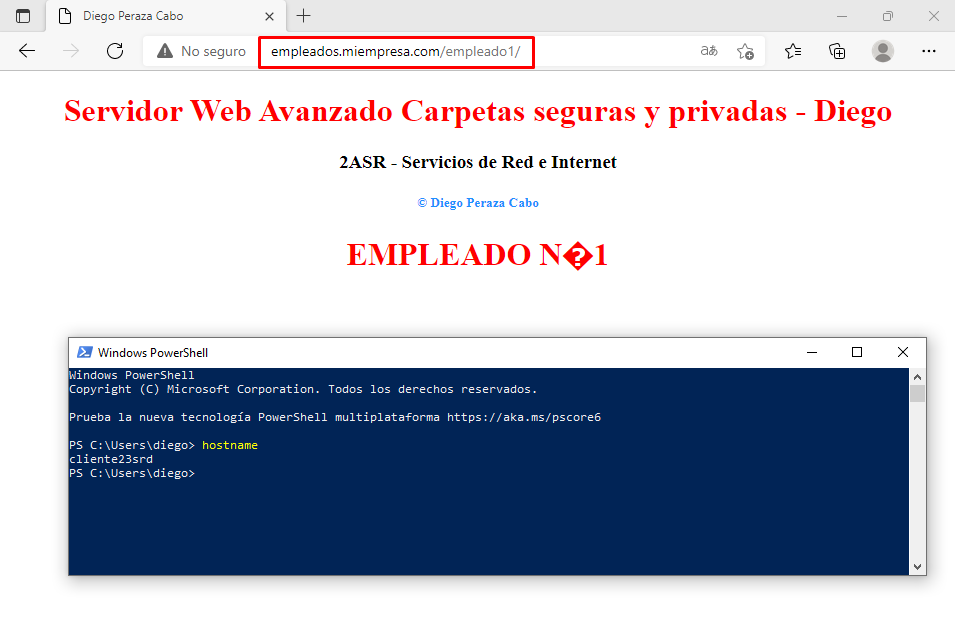 Diego Peraza Cabo
No seguro
empleados.miempresa.com/empleado1/
aあ
Servidor Web Avanzado Carpetas seguras y privadas - Diego
2ASR - Servicios de Red e Internet
© Diego Peraza Cabo
EMPLEADO N�1
Windows PowerShell
Windows PowerShell
Copyright (C) Microsoft Corporation. Todos los derechos reservados.
Prueba la nueva tecnología PowerShell multiplataforma https://aka.ms/pscore6
PS C:\Users\diego> hostname
cliente23srd
PS C:\Users\diego>